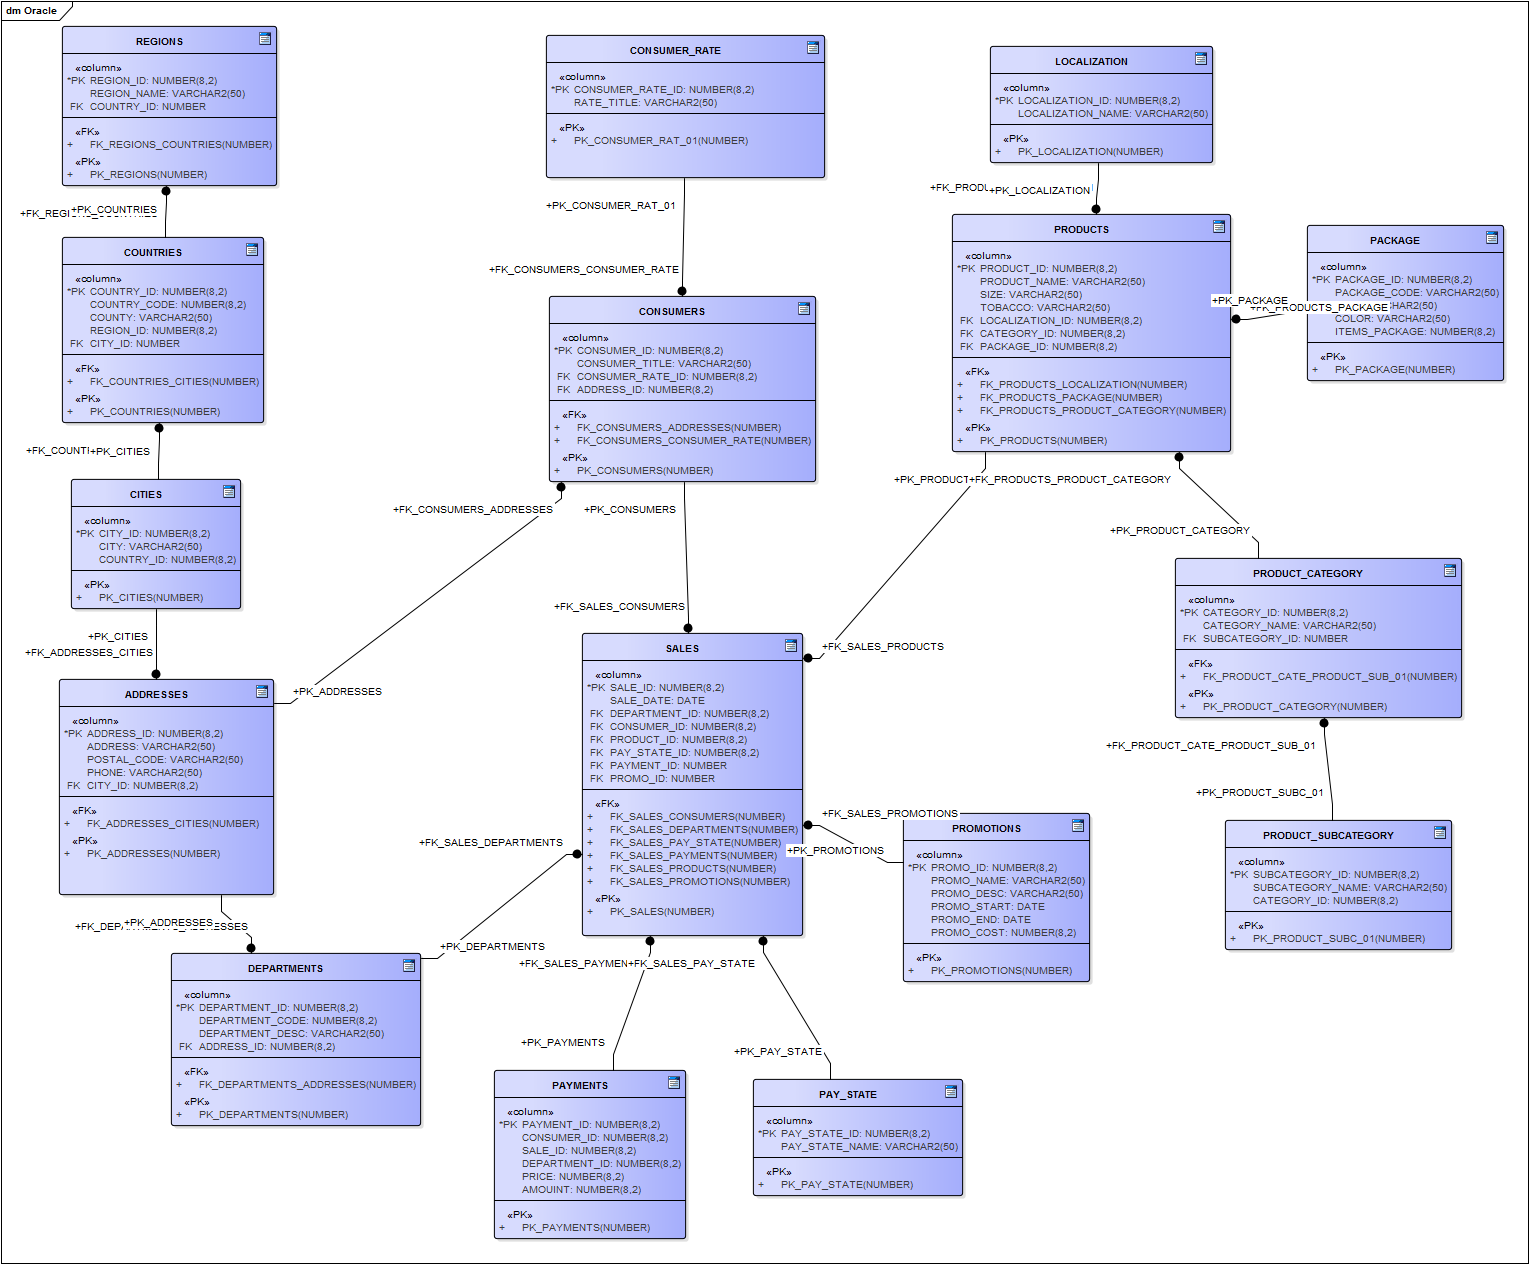 dm Oracle
REGIONS
«column»
*PK REGION_ID: NUMBER(8,2)
REGION_NAME: VARCHAR2(50)
FK COUNTRY_ID: NUMBER
«FK»
+ FK_REGIONS_COUNTRIES(NUMBER)
«PK»
+ PK_REGIONS(NUMBER)
+PK_COUNTRIES
COUNTRIES
«column»
*PK COUNTRY_ID: NUMBER(8,2)
COUNTRY_CODE: NUMBER(8,2)
COUNTY: VARCHAR2(50)
REGION_ID: NUMBER(8,2)
FK CITY_ID: NUMBER
«FK»
+ FK_COUNTRIES_CITIES(NUMBER)
«PK»
+ PK_COUNTRIES(NUMBER)
+FK_COUNTI
+PK_CITIES
CITIES
«column»
*PK CITY_ID: NUMBER(8,2)
CITY: VARCHAR2(50)
COUNTRY_ID: NUMBER(8,2)
«PK»
+ PK_CITIES(NUMBER)
+PK_CITIES
+FK_ADDRESSES_CITIES
ADDRESSES
«column»
*PK ADDRESS_ID: NUMBER(8,2)
ADDRESS: VARCHAR2(50)
POSTAL_CODE: VARCHAR2(50)
PHONE: VARCHAR2(50)
FK CITY_ID: NUMBER(8,2)
«FK»
+ FK_ADDRESSES_CITIES(NUMBER)
«PK»
+ PK_ADDRESSES(NUMBER)
+PK_ADDRESSES
DEPARTMENTS
«column»
*PK DEPARTMENT_ID: NUMBER(8,2)
DEPARTMENT_CODE: NUMBER(8,2)
DEPARTMENT_DESC: VARCHAR2(50)
FK ADDRESS_ID: NUMBER(8,2)
«FK»
+ FK_DEPARTMENTS_ADDRESSES(NUMBER)
«PK»
+ PK_DEPARTMENTS(NUMBER)
CONSUMER_RATE
«column»
*PK CONSUMER_RATE_ID: NUMBER(8,2)
RATE_TITLE: VARCHAR2(50)
«PK»
+ PK_CONSUMER_RAT_01(NUMBER)
+PK_CONSUMER_RAT_01
+FK_CONSUMERS_CONSUMER_RATE
CONSUMERS
«column»
*PK CONSUMER_ID: NUMBER(8,2)
CONSUMER_TITLE: VARCHAR2(50)
FK CONSUMER_RATE_ID: NUMBER(8,2)
FK ADDRESS_ID: NUMBER(8,2)
«FK»
+ FK_CONSUMERS_ADDRESSES(NUMBER)
+ FK_CONSUMERS_CONSUMER_RATE(NUMBER)
«PK»
+ PK_CONSUMERS(NUMBER)
+FK_CONSUMERS_ADDRESSES
+PK_CONSUMERS
+FK_SALES_CONSUMERS
+PK_ADDRESSES
SALES
«column»
*PK SALE_ID: NUMBER(8,2)
SALE_DATE: DATE
FK DEPARTMENT_ID: NUMBER(8,2)
FK CONSUMER_ID: NUMBER(8,2)
FK PRODUCT_ID: NUMBER(8,2)
FK PAY_STATE_ID: NUMBER(8,2)
FK PAYMENT_ID: NUMBER
FK PROMO_ID: NUMBER
«FK»
+ FK_SALES_CONSUMERS(NUMBER)
+ FK_SALES_DEPARTMENTS(NUMBER)
+ FK_SALES_PAY_STATE(NUMBER)
+ FK_SALES_PAYMENTS(NUMBER)
+ FK_SALES_PRODUCTS(NUMBER)
+ FK_SALES_PROMOTIONS(NUMBER)
«PK»
+ PK_SALES(NUMBER)
+FK_SALES_DEPARTMENTS
+PK_DEPARTMENTS
+FK_SALES_PAYMEN
+FK_SALES_PAY_STATE
+PK_PAYMENTS
+PK_PAY_STATE
PAYMENTS
«column»
*PK PAYMENT_ID: NUMBER(8,2)
CONSUMER_ID: NUMBER(8,2)
SALE_ID: NUMBER(8,2)
DEPARTMENT_ID: NUMBER(8,2)
PRICE: NUMBER(8,2)
AMOUINT: NUMBER(8,2)
«PK»
+ PK_PAYMENTS(NUMBER)
PAY_STATE
«column»
*PK PAY_STATE_ID: NUMBER(8,2)
PAY_STATE_NAME: VARCHAR2(50)
«PK»
+ PK_PAY_STATE(NUMBER)
LOCALIZATION
«column»
*PK LOCALIZATION_ID: NUMBER(8,2)
LOCALIZATION_NAME: VARCHAR2(50)
«PK»
+ PK_LOCALIZATION(NUMBER)
+PK_LOCALIZATION
PRODUCTS
«column»
*PK PRODUCT_ID: NUMBER(8,2)
PRODUCT_NAME: VARCHAR2(50)
SIZE: VARCHAR2(50)
TOBACCO: VARCHAR2(50)
FK LOCALIZATION_ID: NUMBER(8,2)
FK CATEGORY_ID: NUMBER(8,2)
FK PACKAGE_ID: NUMBER(8,2)
«FK»
+ FK_PRODUCTS_LOCALIZATION(NUMBER)
+ FK_PRODUCTS_PACKAGE(NUMBER)
+ FK_PRODUCTS_PRODUCT_CATEGORY(NUMBER)
«PK»
+ PK_PRODUCTS(NUMBER)
+PK_PACKAGE
+FK_PRODUCTS_PACKAGE
PACKAGE
«column»
*PK PACKAGE_ID: NUMBER(8,2)
PACKAGE_CODE: VARCHAR2(50)
COLOR: VARCHAR2(50)
ITEMS_PACKAGE: NUMBER(8,2)
«PK»
+ PK_PACKAGE(NUMBER)
+PK_PRODUCT
+FK_PRODUCTS_PRODUCT_CATEGORY
+PK_PRODUCT_CATEGORY
+FK_SALES_PRODUCTS
PRODUCT_CATEGORY
«column»
*PK CATEGORY_ID: NUMBER(8,2)
CATEGORY_NAME: VARCHAR2(50)
FK SUBCATEGORY_ID: NUMBER
«FK»
+ FK_PRODUCT_CATE_PRODUCT_SUB_01(NUMBER)
«PK»
+ PK_PRODUCT_CATEGORY(NUMBER)
+FK_PRODUCT_CATE_PRODUCT_SUB_01
+PK_PRODUCT_SUBC_01
PRODUCT_SUBCATEGORY
«column»
*PK SUBCATEGORY_ID: NUMBER(8,2)
SUBCATEGORY_NAME: VARCHAR2(50)
CATEGORY_ID: NUMBER(8,2)
«PK»
+ PK_PRODUCT_SUBC_01(NUMBER)
+FK_SALES_PROMOTIONS
+PK_PROMOTIONS
PROMOTIONS
«column»
*PK PROMO_ID: NUMBER(8,2)
PROMO_NAME: VARCHAR2(50)
PROMO_DESC: VARCHAR2(50)
PROMO_START: DATE
PROMO_END: DATE
PROMO_COST: NUMBER(8,2)
«PK»
+ PK_PROMOTIONS(NUMBER)